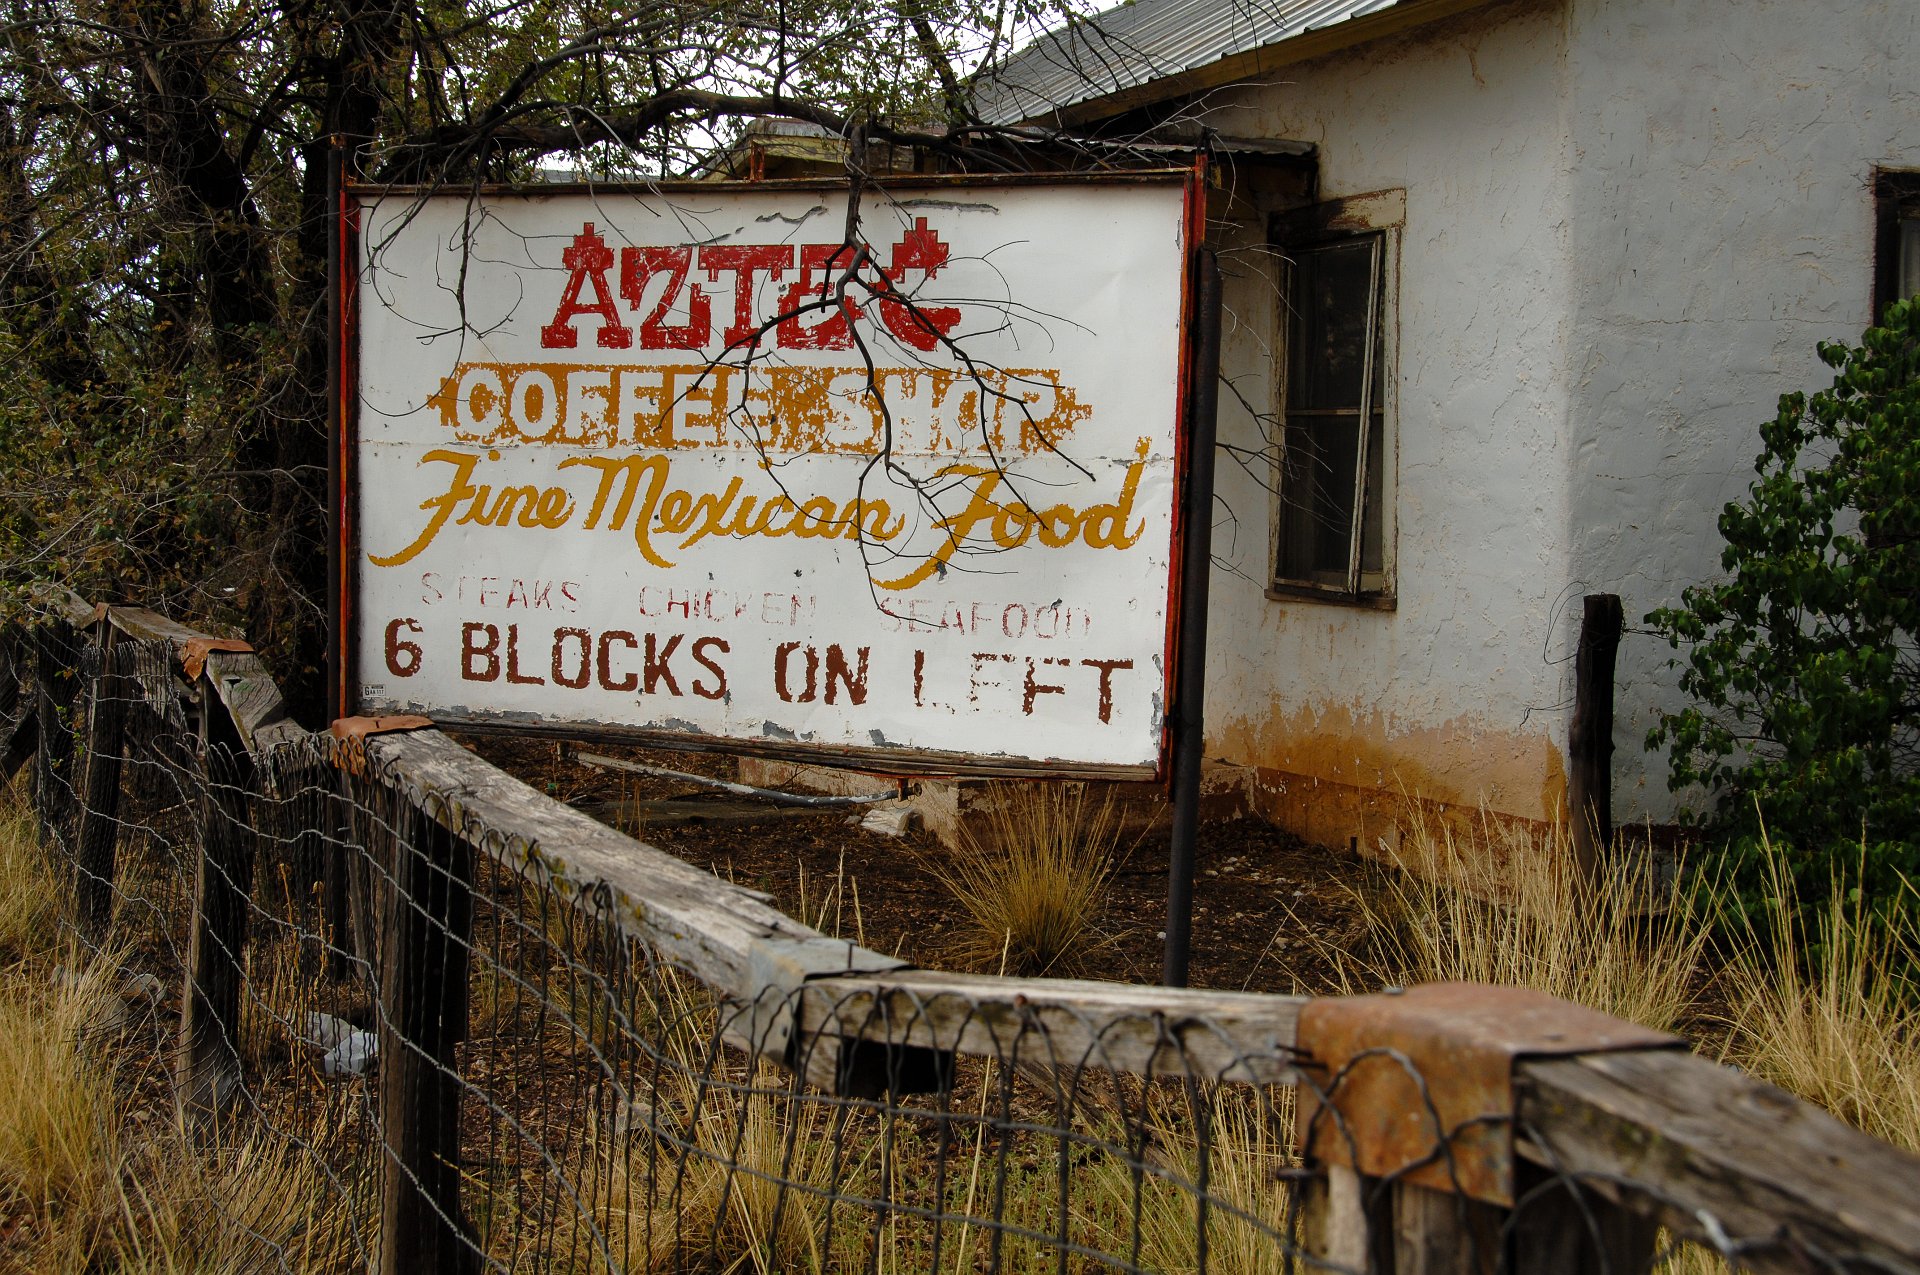 AZTEC
COFFEE SHOP
Fine Mexican Food
STEAKS CHICKEN SEAFOOD
6 BLOCKS ON LEFT